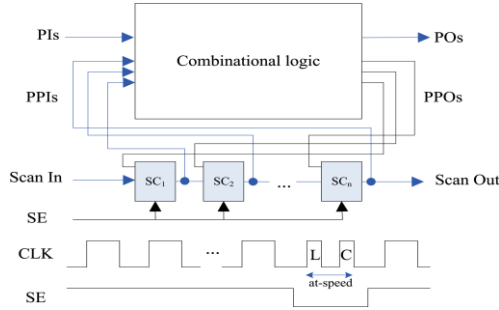 PIs
Combinational logic
POs
PPIs
PPOs
Scan In
SC1
SC2
...
SCn
Scan Out
SE
CLK
...
L
C
at-speed
SE